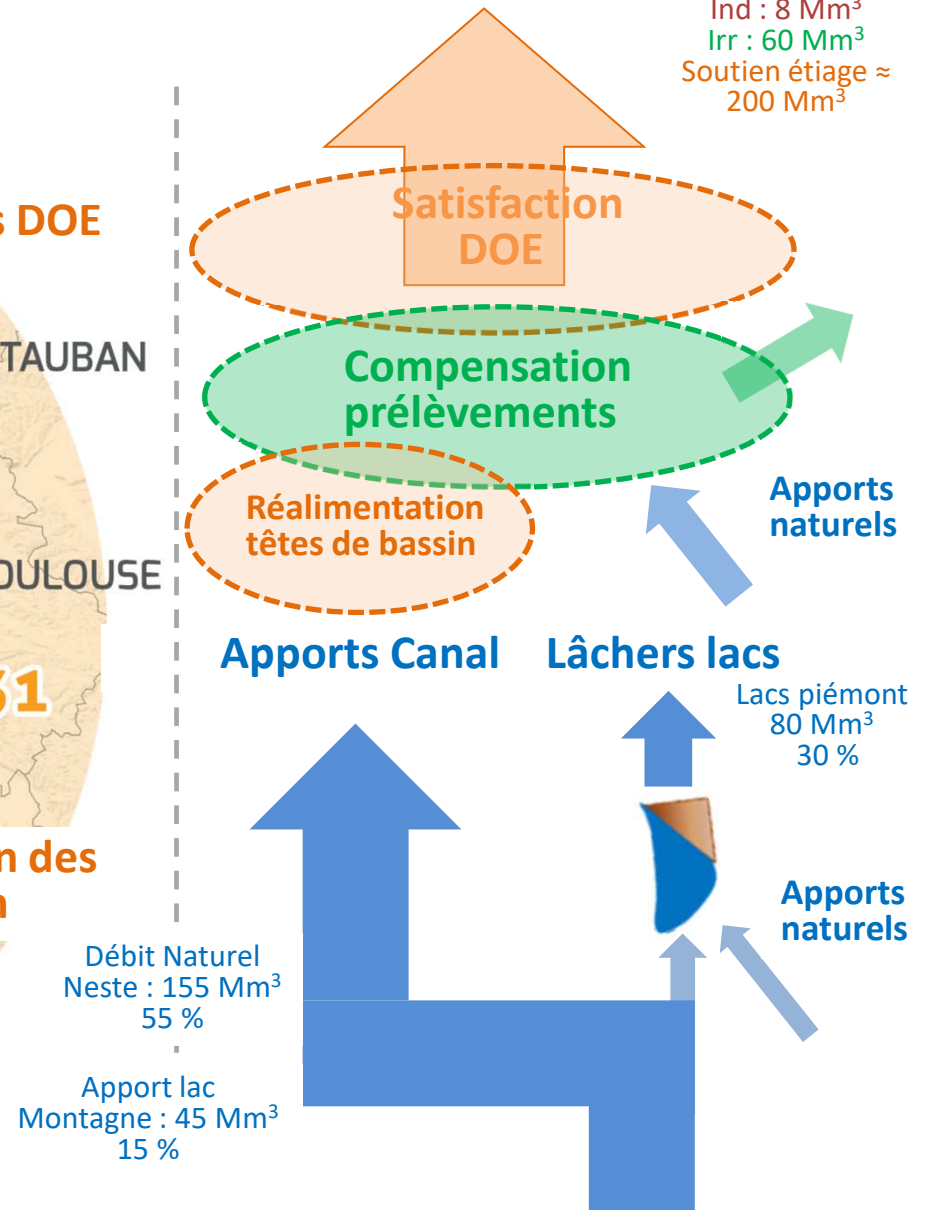 Ind : 8 Mm³
Irr : 60 Mm³
Soutien étiage ≈
200 Mm³
s DOE
Satisfaction
DOE
TAUBAN
Compensation
prélèvements
Apports
naturels
Réalimentation
têtes de bassin
OULOUSE
Apports Canal
Lâchers lacs
31
Lacs piémont
80 Mm³
30 %
n des
n
Apports
naturels
Débit Naturel
Neste : 155 Mm³
55 %
Apport lac
Montagne : 45 Mm³
15 %